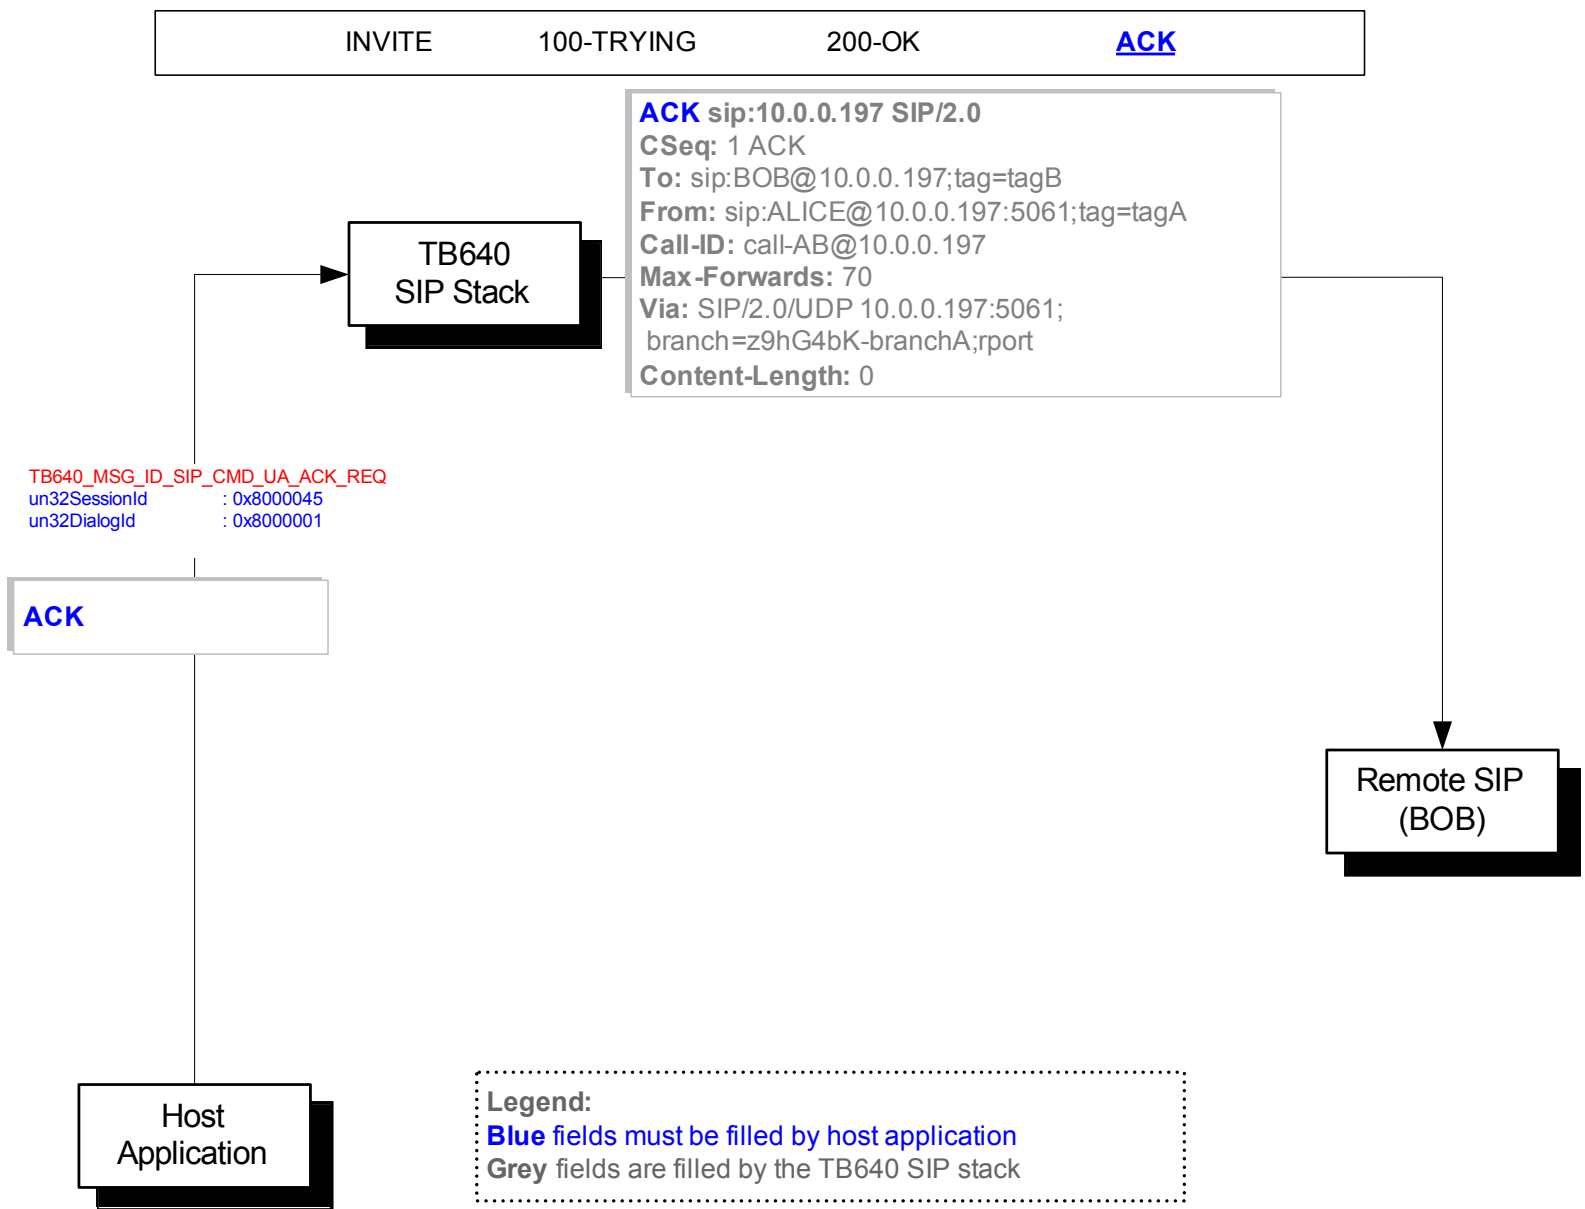 INVITE 100-TRYING 200-OK ACK
ACK sip:10.0.0.197 SIP/2.0
CSeq: 1 ACK
To: sip:BOB@10.0.0.197;tag=tagB
From: sip:ALICE@10.0.0.197:5061;tag=tagA
Call-ID: call-AB@10.0.0.197
Max-Forwards: 70
Via: SIP/2.0/UDP 10.0.0.197:5061;
branch=z9hG4bK-branchA;rport
Content-Length: 0
TB640
SIP Stack
TB640_MSG_ID_SIP_CMD_UA_ACK_REQ
un32SessionId : 0x8000045
un32DialogId : 0x8000001
ACK
Remote SIP
(BOB)
Host
Application
Legend:
Blue fields must be filled by host application
Grey fields are filled by the TB640 SIP stack